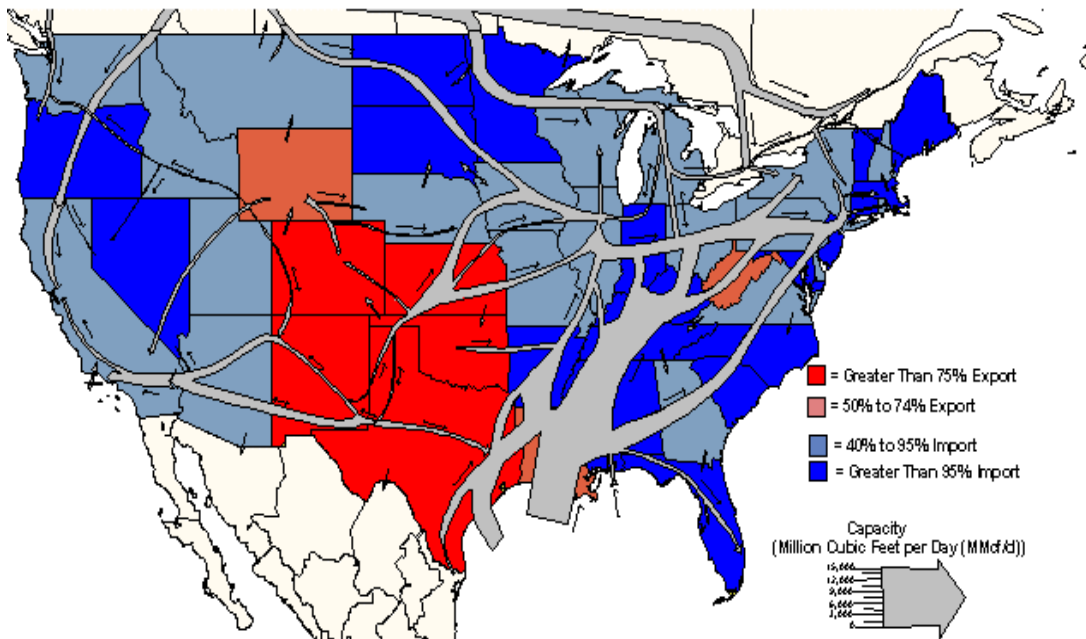 = Greater Than 75% Export
= 50% to 74% Export
= 40% to 95% Import
= Greater Than 95% Import
Capacity
(Million Cubic Feet per Day (MMcf/d))
15,000
12,000
9,000
6,000
3,000
0